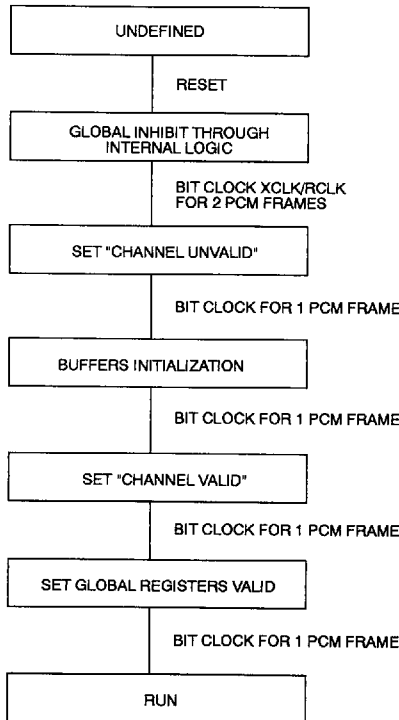 UNDEFINED
RESET
GLOBAL INHIBIT THROUGH
INTERNAL LOGIC
BIT CLOCK XCLK/RCLK
FOR 2 PCM FRAMES
SET "CHANNEL UNVALID"
BIT CLOCK FOR 1 PCM FRAME
BUFFERS INITIALIZATION
BIT CLOCK FOR 1 PCM FRAME
SET "CHANNEL VALID"
BIT CLOCK FOR 1 PCM FRAME
SET GLOBAL REGISTERS VALID
BIT CLOCK FOR 1 PCM FRAME
RUN